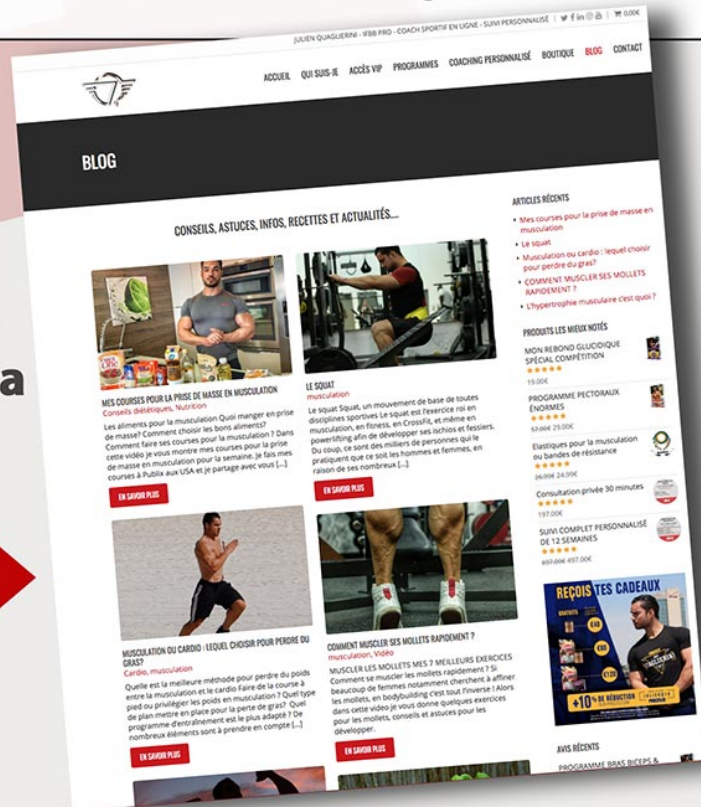 a
JULIEN QUAGLIERINI - IFBB PRO - COACH SPORTIF EN LIGNE - SUIVI PERSONNALISÉ
0.00€
ACCUEIL QUI SUIS-JE ACCÈS VIP PROGRAMMES COACHING PERSONNALISÉ BOUTIQUE BLOG CONTACT
BLOG
CONSEILS, ASTUCES, INFOS, RECETTES ET ACTUALITÉS....
MES COURSES POUR LA PRISE DE MASSE EN MUSCULATION
Conseils diététiques, Nutrition
Les aliments pour la musculation Quoi manger en prise
de masse? Comment choisir les bons aliments?
Comment faire ses courses pour la musculation ? Dans
cette vidéo je vous montre mes courses pour la prise
de masse en musculation pour la semaine. Je fais mes
courses à Publix aux USA et je partage avec vous [...]
EN SAVOIR PLUS
LE SQUAT
musculation
Le squat Squat, un mouvement de base de toutes
disciplines sportives Le squat est l'exercice roi en
musculation, en fitness, en CrossFit, et même en
powerlifting afin de développer ses ischios et fessiers.
Du coup, ce sont des milliers de personnes qui le
pratiquent que ce soit les hommes et femmes, en
raison de ses nombreux [...]
EN SAVOIR PLUS
MUSCULATION OU CARDIO : LEQUEL CHOISIR POUR PERDRE DU
GRAS?
Cardio, musculation
Quelle est la meilleure méthode pour perdre du poids
entre la musculation et le cardio Faire de la course à
pied ou privilégier les poids en musculation ? Quel type
de plan mettre en place pour la perte de gras? Quel
programme d'entraînement est le plus adapté ? De
nombreux éléments sont à prendre en compte [...]
EN SAVOIR PLUS
COMMENT MUSCLER SES MOLLETS RAPIDEMENT ?
musculation, Vidéo
MUSCLER LES MOLLETS MES 7 MEILLEURS EXERCICES
Comment se muscler les mollets rapidement ? Si
beaucoup de femmes notamment cherchent à affiner
les mollets, en bodybuilding c'est tout l'inverse ! Alors
dans cette vidéo je vous donne quelques exercices
pour les mollets, conseils et astuces pour les
développer.
EN SAVOIR PLUS
ARTICLES RÉCENTS
Mes courses pour la prise de masse en
musculation
Le squat
Musculation ou cardio : lequel choisir
pour perdre du gras?
COMMENT MUSCLER SES MOLLETS
RAPIDEMENT ?
L'hypertrophie musculaire c'est quoi ?
PRODUITS LES MIEUX NOTÉS
MON REBOND GLUCIDIQUE
SPÉCIAL COMPÉTITION
19.00€
PROGRAMME PECTORAUX
ÉNORMES
57.00€ 29.00€
Elastiques pour la musculation
ou bandes de résistance
36.99€ 24.99€
Consultation privée 30 minutes
197.00€
SUIVI COMPLET PERSONNALISÉ
DE 12 SEMAINES
697.00€ 497.00€
REÇOIS TES CADEAUX
GRATUITS
€40
€80
€120
+10% DE RÉDUCTION
AVIS RÉCENTS
PROGRAMME BRAS BICEPS &